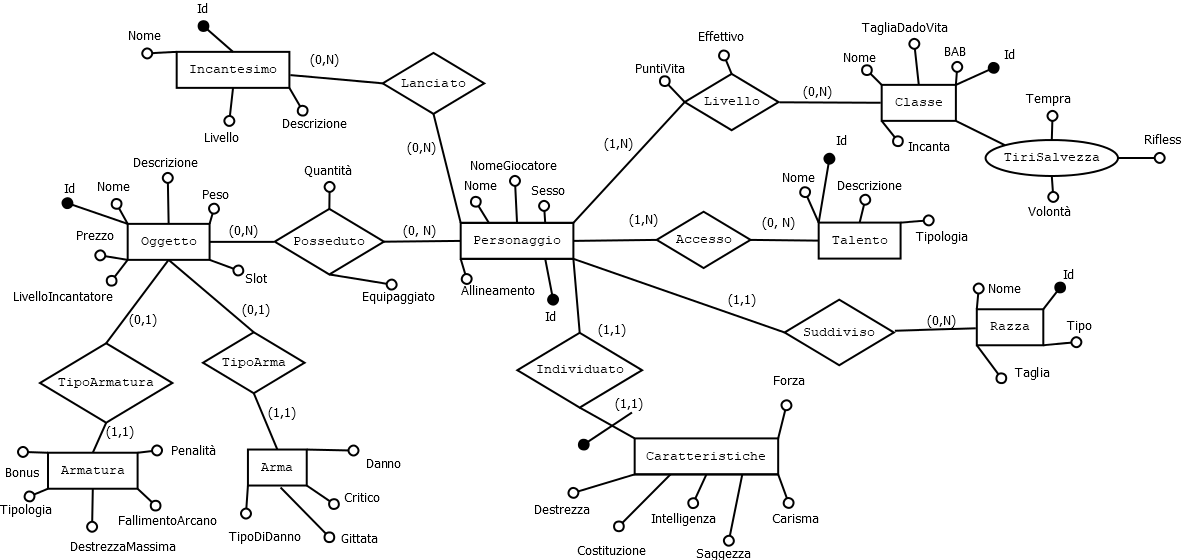 Id
Nome
Incantesimo
(0,N)
Livello
Descrizione
Lanciato
(0,N)
Effettivo
PuntiVita
Livello
(0,N)
(1,N)
TagliaDadoVita
Nome
BAB
Id
Classe
Incanta
Tempra
TiriSalvezza
Rifless
Volontà
Descrizione
Id
Nome
Peso
Prezzo
Oggetto
(0,N)
LivelloIncantatore
Slot
Quantità
Posseduto
(0, N)
Equipaggiato
NomeGiocatore
Nome
Sesso
Personaggio
Allineamento
Id
(1,N)
Accesso
(0, N)
Id
Nome
Descrizione
Talento
Tipologia
(1,1)
Suddiviso
(0,N)
Id
Nome
Razza
Tipo
Taglia
(0,1)
(0,1)
TipoArmatura
TipoArma
(1,1)
(1,1)
Penalità
Bonus
Armatura
Tipologia
FallimentoArcano
DestrezzaMassima
Arma
Danno
Critico
TipoDiDanno
Gittata
(1,1)
Individuato
(1,1)
Forza
Caratteristiche
Destrezza
Costituzione
Intelligenza
Saggezza
Carisma